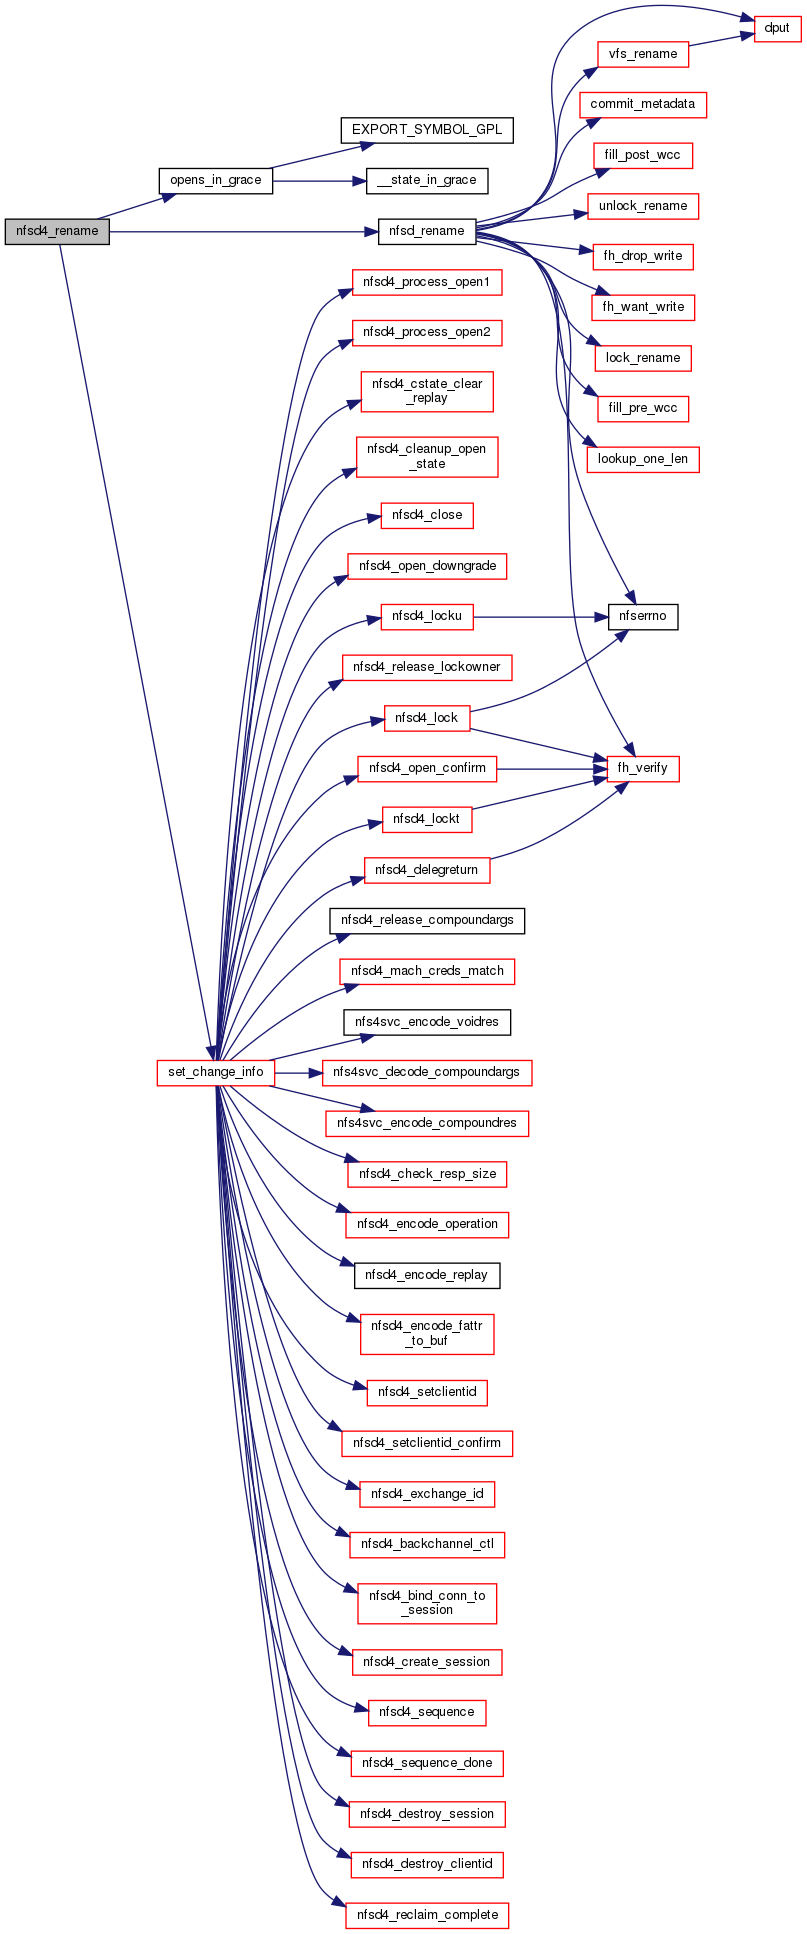 dput
vfs_rename
commit_metadata
EXPORT_SYMBOL_GPL
fill_post_wcc
opens_in_grace
__state_in_grace
unlock_rename
nfsd4_rename
nfsd_rename
fh_drop_write
nfsd4_process_open1
fh_want_write
nfsd4_process_open2
lock_rename
nfsd4_cstate_clear
_replay
fill_pre_wcc
nfsd4_cleanup_open
_state
lookup_one_len
nfsd4_close
nfsd4_open_downgrade
nfsd4_locku
nfserrno
nfsd4_release_lockowner
nfsd4_lock
nfsd4_open_confirm
fh_verify
nfsd4_lockt
nfsd4_delegreturn
nfsd4_release_compoundargs
nfsd4_mach_creds_match
nfs4svc_encode_voidres
set_change_info
nfs4svc_decode_compoundargs
nfs4svc_encode_compoundres
nfsd4_check_resp_size
nfsd4_encode_operation
nfsd4_encode_replay
nfsd4_encode_fattr
_to_buf
nfsd4_setclientid
nfsd4_setclientid_confirm
nfsd4_exchange_id
nfsd4_backchannel_ctl
nfsd4_bind_conn_to
_session
nfsd4_create_session
nfsd4_sequence
nfsd4_sequence_done
nfsd4_destroy_session
nfsd4_destroy_clientid
nfsd4_reclaim_complete